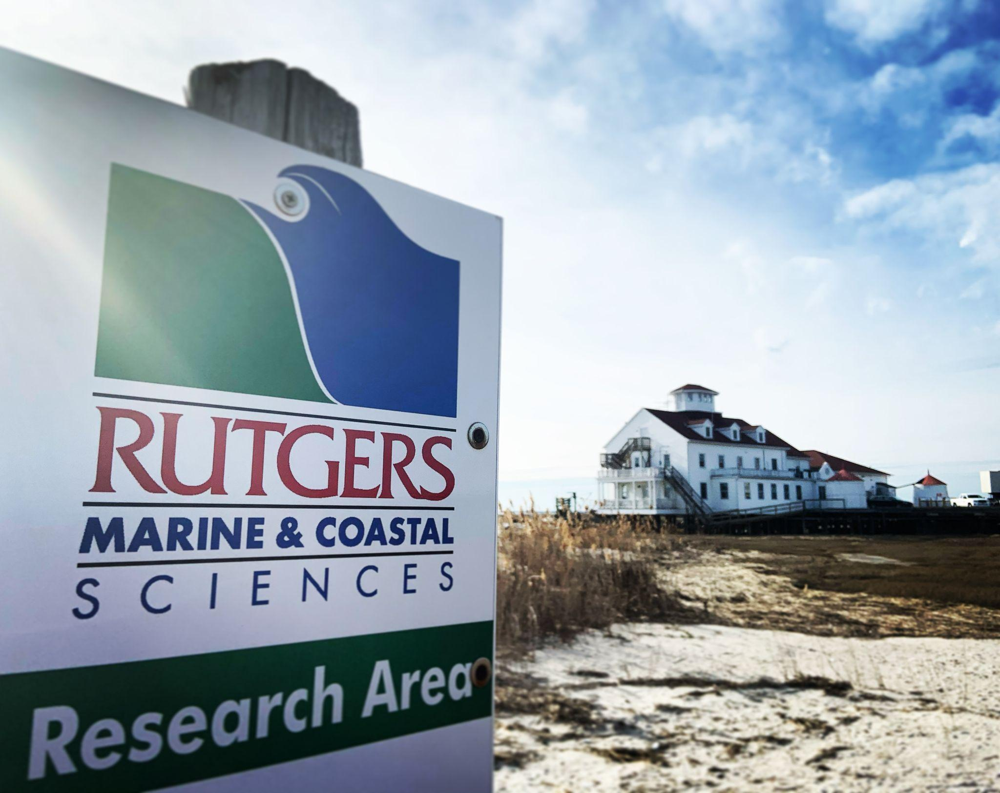 RUTGERS
MARINE & COASTAL
SCIENCES
Research Area